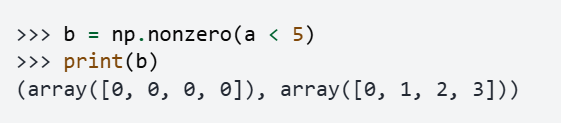 >>> b = np.nonzero(a < 5)
>>> print(b)
(array([0, 0, 0, 0]), array([0, 1, 2, 3]))